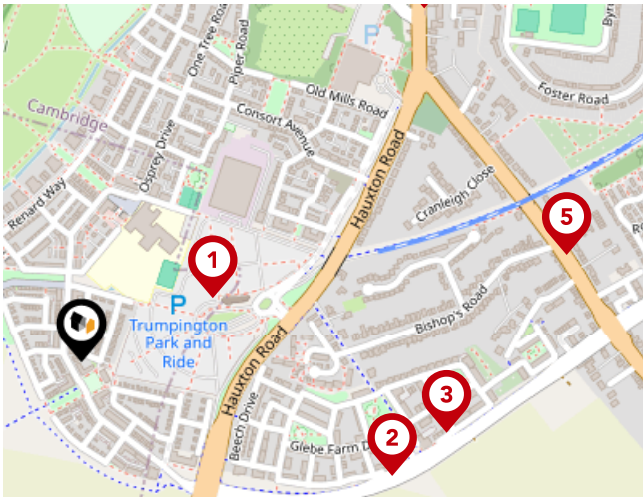 One Tree Road
Piper Road
P
Old Mills Road
Foster Road
Cambridge
Consort Avenue
Osprey Drive
Hauxton Road
Cranleigh Close
Renard Way
5
1
P
Trumpington
Park and
Ride
Bishop's Road
Hauxton Road
Beech Drive
3
Glebe Farm D
2